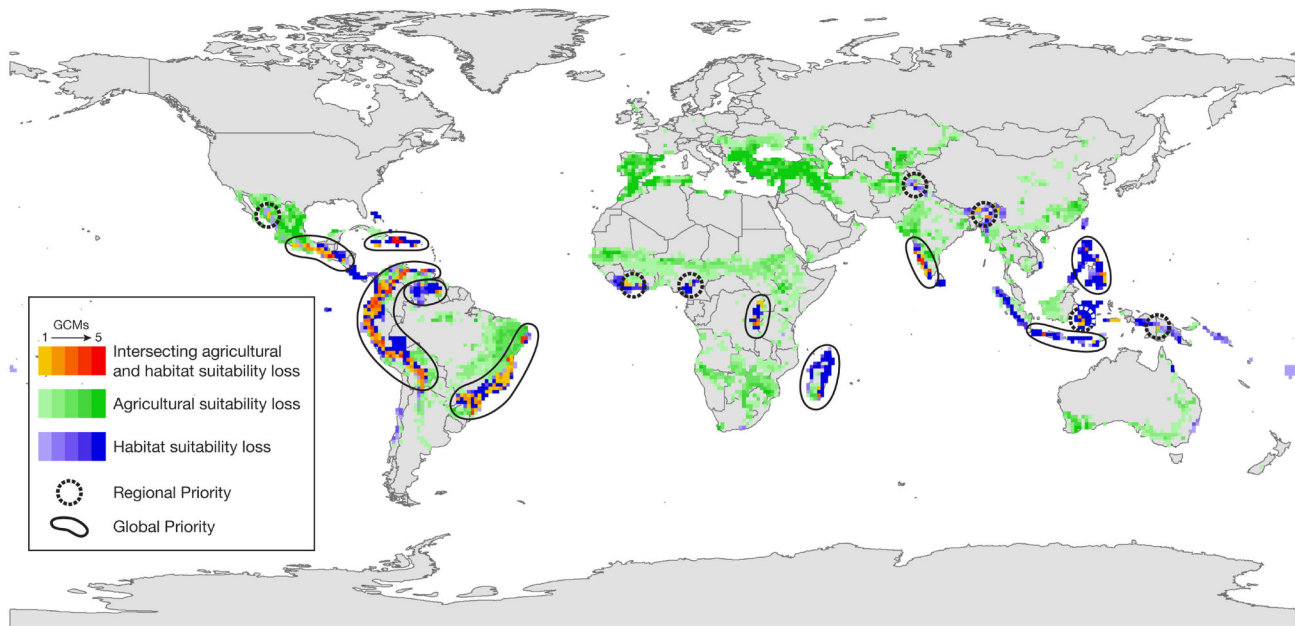 GCMs
1 5
Intersecting agricultural
and habitat suitability loss
Agricultural suitability loss
Habitat suitability loss
Regional Priority
Global Priority